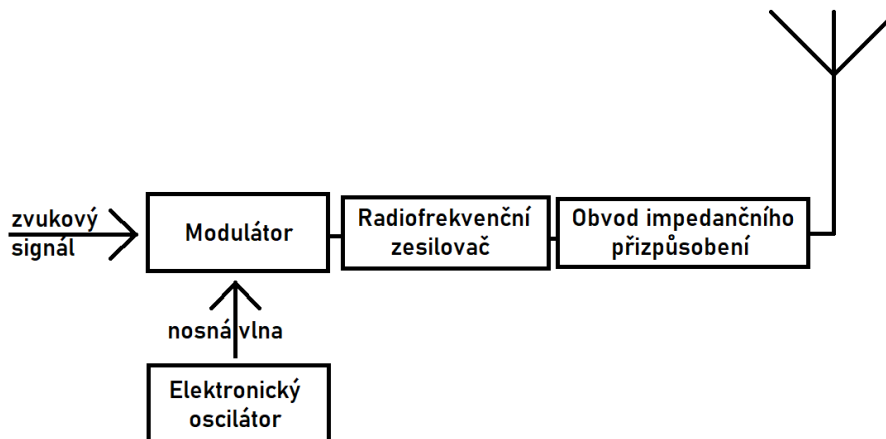 zvukový
signál
Modulátor
Radiofrekvenční
zesilovač
Obvod impedančního
přizpůsobení
nosná vlna
Elektronický
oscilátor